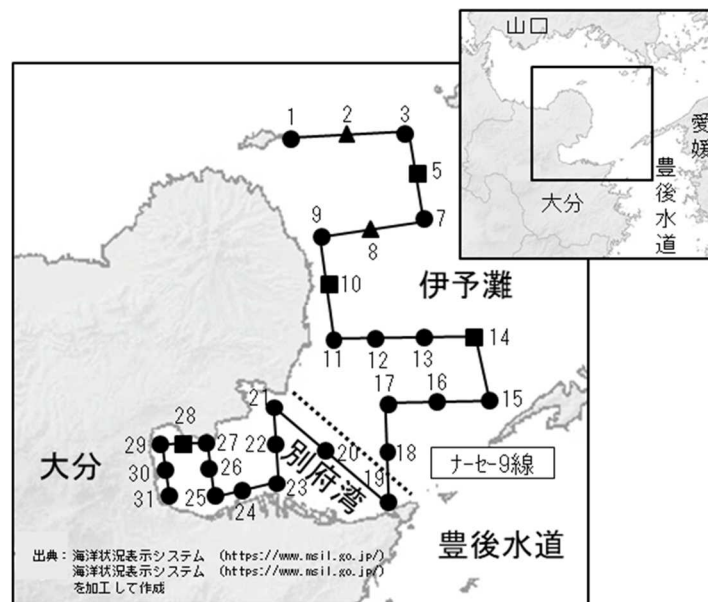 山口
愛媛
豊後水道
大分
1
2
3
5
7
9
8
10
伊予灘
11
12
13
14
17
16
15
21
28
29
27
22
20
18
大分
別府湾
ナーセー9線
30
26
19
23
31
25
24
豊後水道
出典:海洋状況表示システム (https://www.msil.go.jp/)
海洋状況表示システム (https://www.msil.go.jp/)
を加工して作成